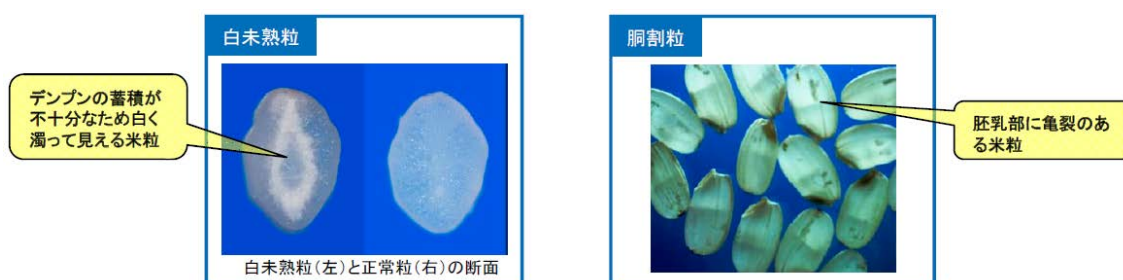 白未熟粒
デンプンの蓄積が
不十分なため白く
濁って見える米粒
白未熟粒(左)と正常粒(右)の断面
胴割粒
胚乳部に亀裂のあ
る米粒